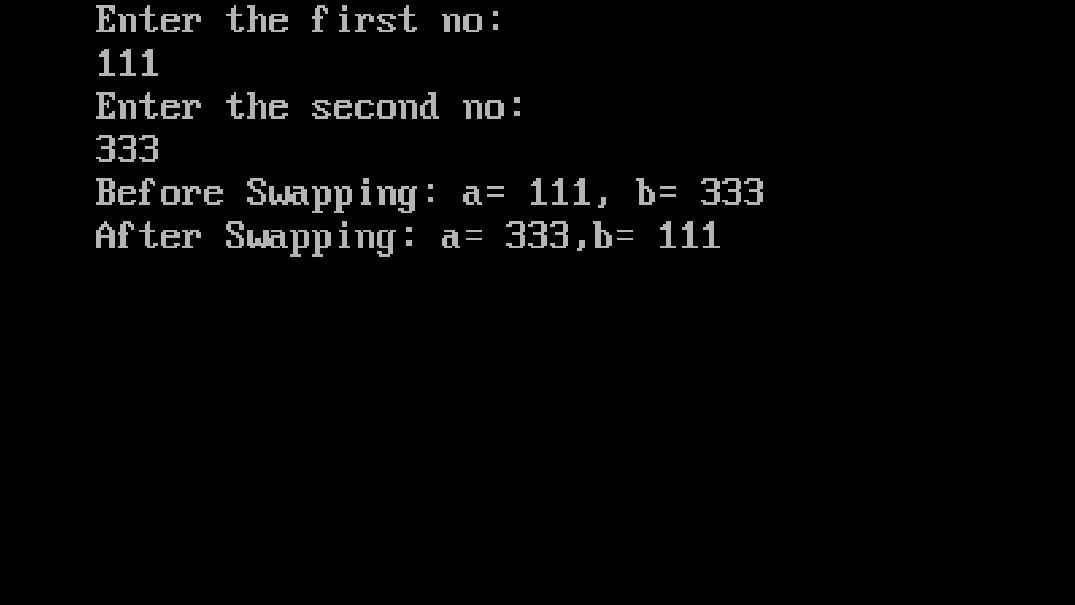 Enter the first no:
111
Enter the second no:
333
Before Swapping: a= 111, b= 333
After Swapping: a= 333,b= 111